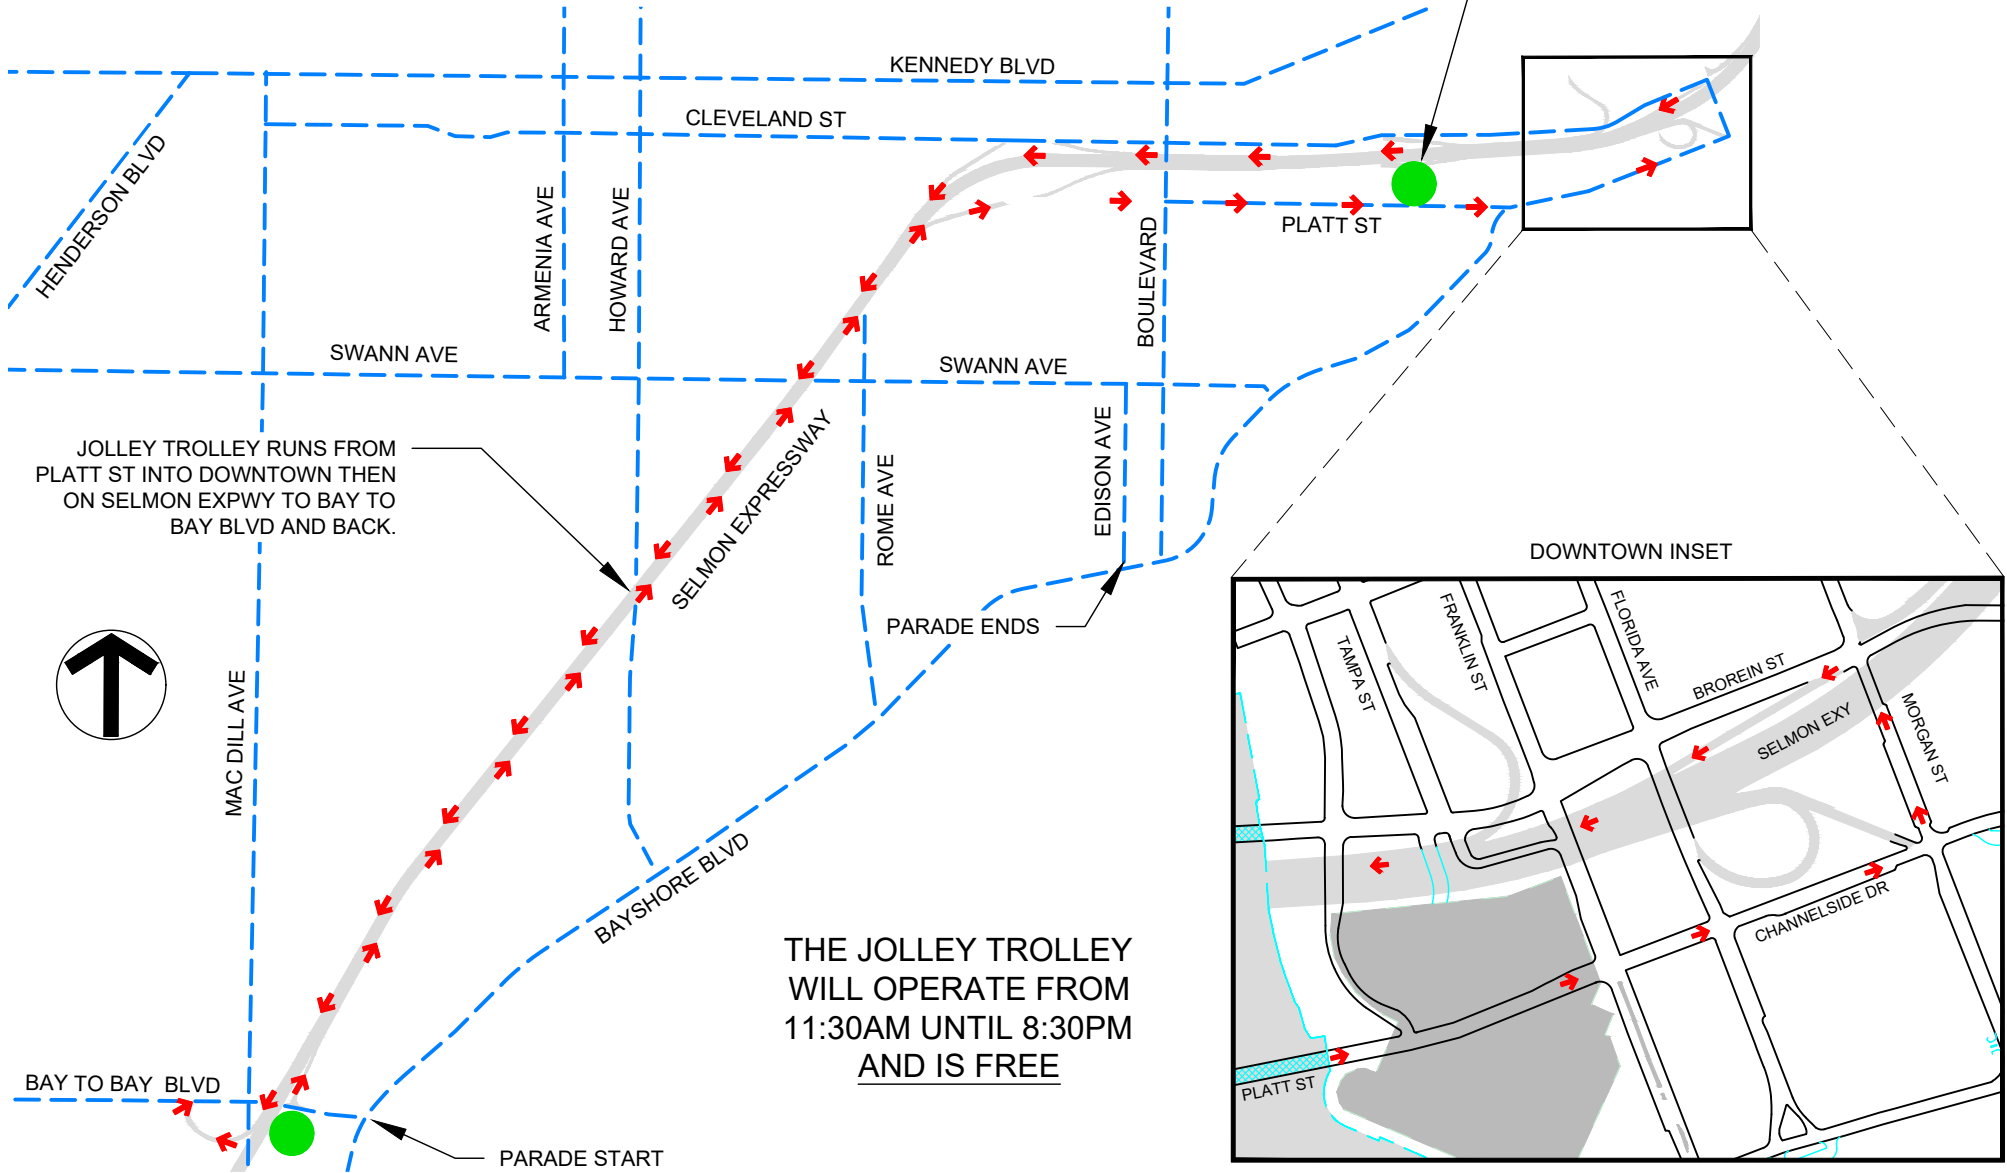 KENNEDY BLVD
CLEVELAND ST
HENDERSON BLVD
ARMENIA AVE
HOWARD AVE
BOULEVARD
PLATT ST
SWANN AVE
SWANN AVE
JOLLEY TROLLEY RUNS FROM
PLATT ST INTO DOWNTOWN THEN
ON SELMON EXPWY TO BAY TO
BAY BLVD AND BACK.
SELMON EXPRESSWAY
ROME AVE
EDISON AVE
PARADE ENDS
MAC DILL AVE
BAYSHORE BLVD
THE JOLLEY TROLLEY
WILL OPERATE FROM
11:30AM UNTIL 8:30PM
AND IS FREE
BAY TO BAY BLVD
PARADE START
DOWNTOWN INSET
TAMPA ST
FRANKLIN ST
FLORIDA AVE
BROREIN ST
SELMON EXY
MORGAN ST
CHANNELSIDE DR
PLATT ST